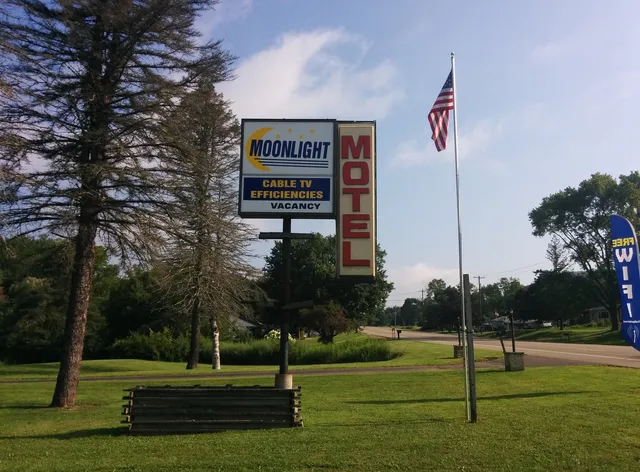 MOONLIGHT
CABLE TV
EFFICIENCIES
VACANCY
MOTEL
FREE
WIFI